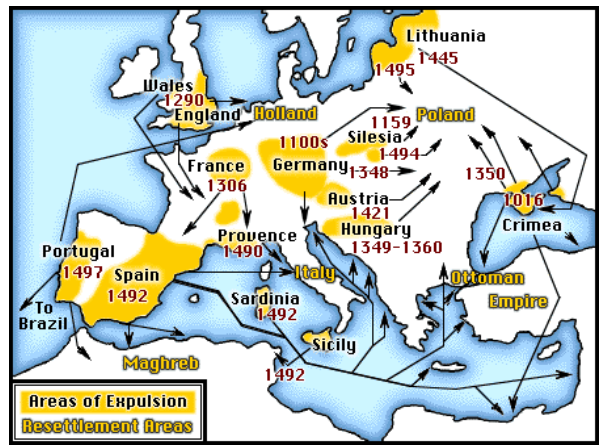 Lithuania
1445
1495
Wales
1290
England
Holland
1159
Poland
1100s
Silesia
1494
France
1306
Germany
1348
1350
Austria
1421
1016
Crimea
Hungary
1349-1360
Provence
1490
Portugal
1497
Spain
1492
Italy
Ottoman
Empire
To
Brazil
Sardinia
1492
Sicily
1492
Maghreb
Areas of Expulsion
Resettlement Areas